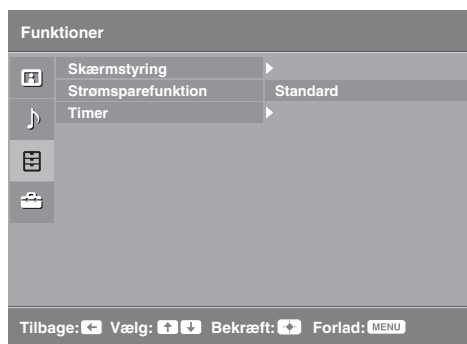 Funktioner
Skærmstyring
Strømsparefunktion Standard
Timer
Tilbage: Vælg: Bekræft: Forlad: MENU